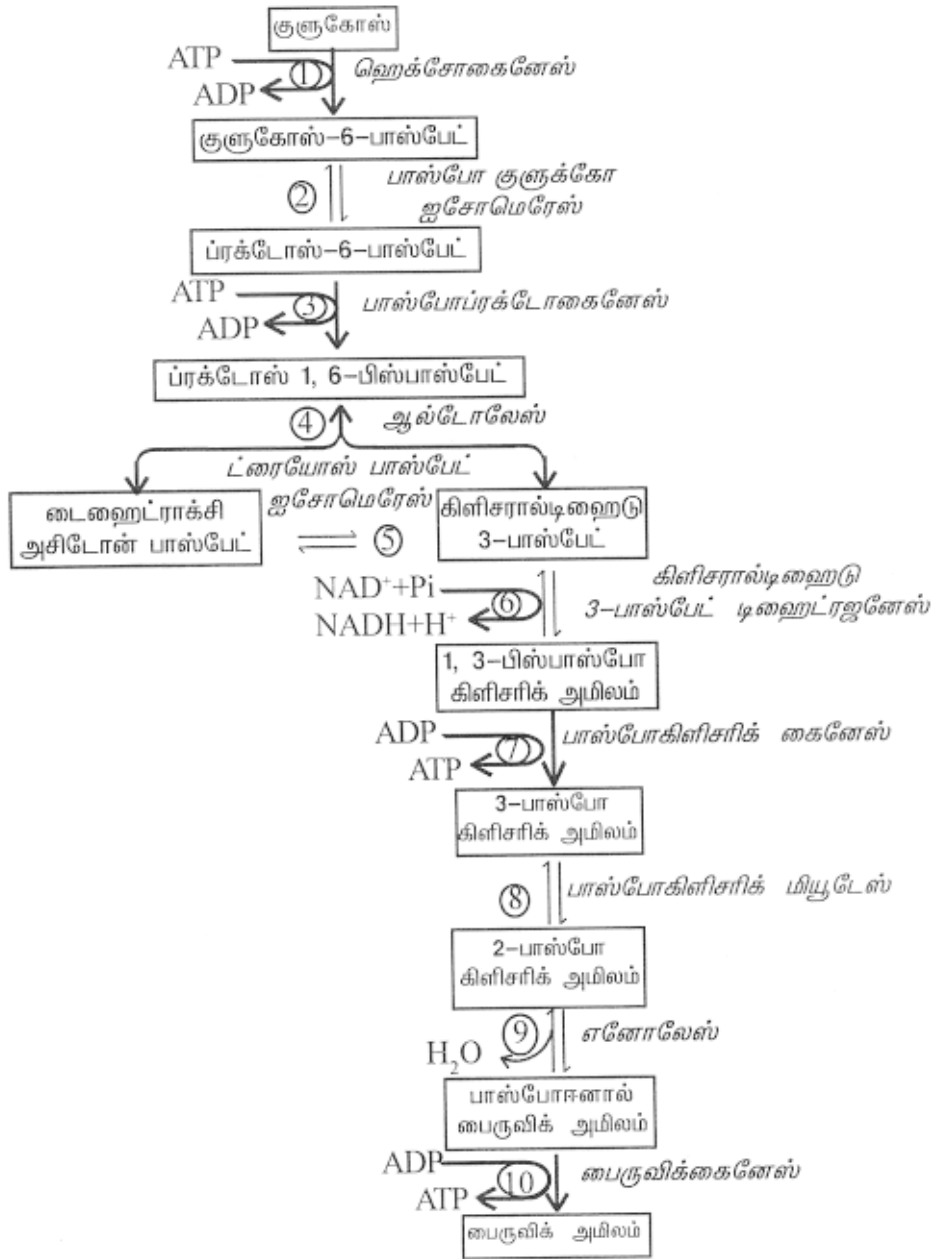 குளுகோஸ்
ATP
ஹெக்சோகைனேஸ்
1
ADP
குளுகோஸ்–6–பாஸ்பேட்
பாஸ்போ குளுக்கோ
2
ஐசோமெரேஸ்
ப்ரக்டோஸ்–6–பாஸ்பேட்
ATP
3
பாஸ்போப்ரக்டோகைனேஸ்
ADP
ப்ரக்டோஸ் 1, 6–பிஸ்பாஸ்பேட்
4
ஆல்டோலேஸ்
ட்ரையோஸ் பாஸ்பேட்
ஐசோமெரேஸ்
டைஹைட்ராக்சி
அசிடோன் பாஸ்பேட்
5
கிளிசரால்டிஹைடு
3–பாஸ்பேட்
NAD⁺+Pi
6
NADH+H⁺
கிளிசரால்டிஹைடு
3–பாஸ்பேட் டிஹைட்ரஜனேஸ்
1, 3–பிஸ்பாஸ்போ
கிளிசரிக் அமிலம்
ADP
7
பாஸ்போகிளிசரிக் கைனேஸ்
ATP
3–பாஸ்போ
கிளிசரிக் அமிலம்
8
பாஸ்போகிளிசரிக் மியூடேஸ்
2–பாஸ்போ
கிளிசரிக் அமிலம்
9
எனோலேஸ்
H₂O
பாஸ்போஈனால்
பைருவிக் அமிலம்
ADP
10
பைருவிக்கைனேஸ்
ATP
பைருவிக் அமிலம்